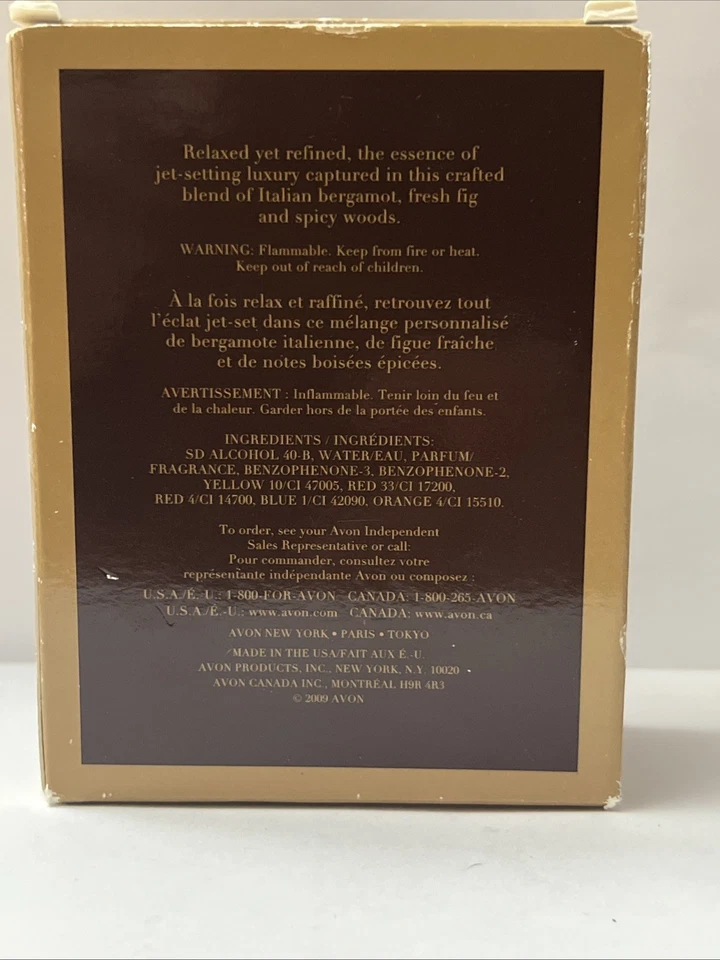 Relaxed yet refined, the essence of
jet-setting luxury captured in this crafted
blend of Italian bergamot, fresh fig
and spicy woods.
WARNING: Flammable. Keep from fire or heat.
Keep out of reach of children.
À la fois relax et raffiné, retrouvez tout
l'éclat jet-set dans ce mélange personnalisé
de bergamote italienne, de figue fraîche
et de notes boisées épicées.
AVERTISSEMENT : Inflammable. Tenir loin du feu et
de la chaleur. Garder hors de la portée des enfants.
INGREDIENTS / INGRÉDIENTS:
SD ALCOHOL 40-B, WATER/EAU, PARFUM/
FRAGRANCE, BENZOPHENONE-3, BENZOPHENONE-2,
YELLOW 10/CI 47005, RED 33/CI 17200,
RED 4/CI 14700, BLUE 1/CI 42090, ORANGE 4/CI 15510.
To order, see your Avon Independent
Sales Representative or call:
Pour commander, consultez votre
représentante indépendante Avon ou composez :
U.S.A./É. U.: 1-800-FOR-AVON CANADA: 1-800-265-AVON
U.S.A./É.-U.: www.avon.com CANADA: www.avon.ca
AVON NEW YORK • PARIS • TOKYO
MADE IN THE USA/FAIT AUX É.-U.
AVON PRODUCTS, INC., NEW YORK, N.Y. 10020
AVON CANADA INC., MONTRÉAL H9R 4R3
© 2009 AVON